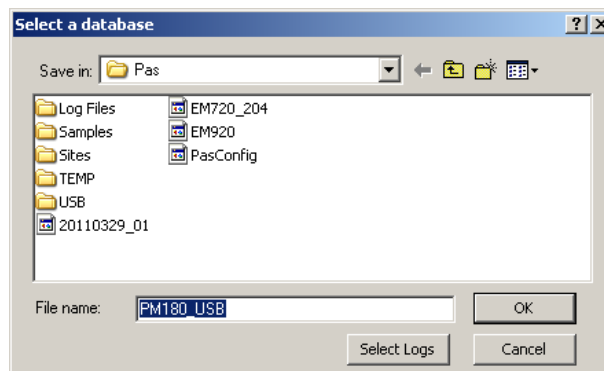 Select a database
Save in: Pas
Log Files EM720_204
Samples EM920
Sites PasConfig
TEMP
USB
20110329_01
File name: PM180_USB OK
Select Logs Cancel